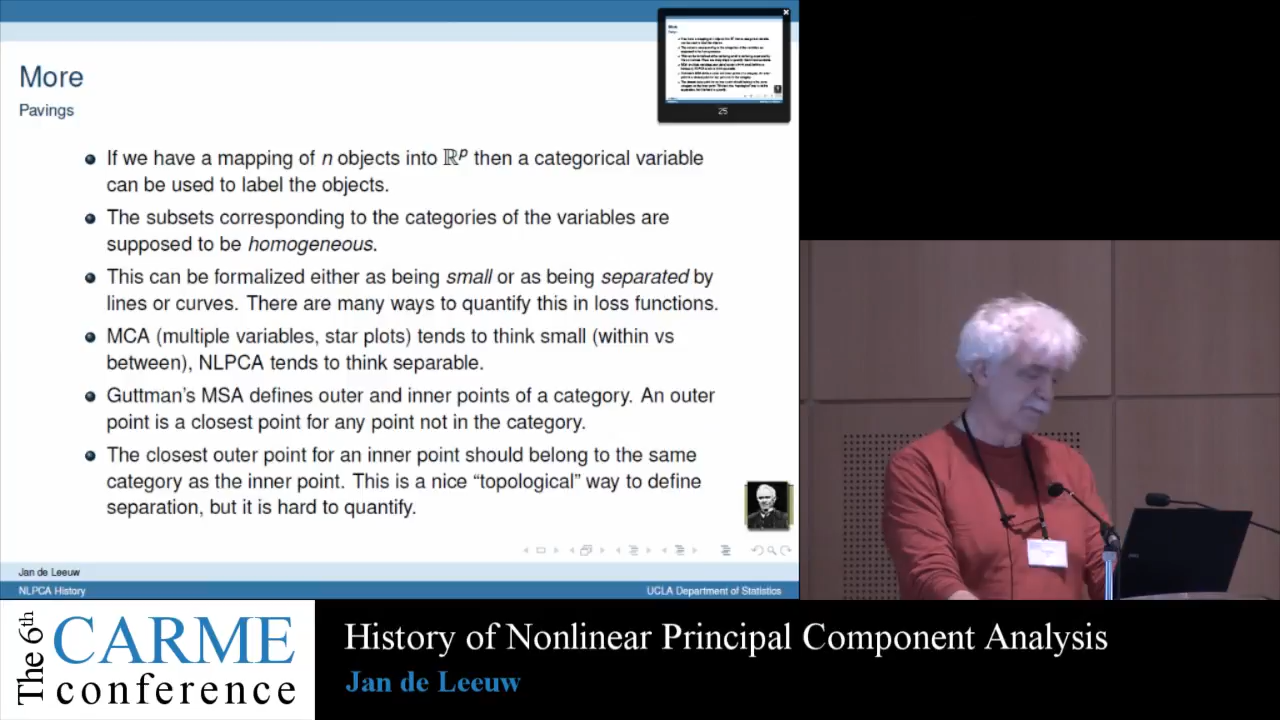 More
Pavings
25
If we have a mapping of n objects into ℝᵖ then a categorical variable
can be used to label the objects.
The subsets corresponding to the categories of the variables are
supposed to be homogeneous.
This can be formalized either as being small or as being separated by
lines or curves. There are many ways to quantify this in loss functions.
MCA (multiple variables, star plots) tends to think small (within vs
between), NLPCA tends to think separable.
Guttman's MSA defines outer and inner points of a category. An outer
point is a closest point for any point not in the category.
The closest outer point for an inner point should belong to the same
category as the inner point. This is a nice “topological” way to define
separation, but it is hard to quantify.
Jan de Leeuw
NLPCA History
UCLA Department of Statistics
The 6th
CARME
conference
History of Nonlinear Principal Component Analysis
Jan de Leeuw